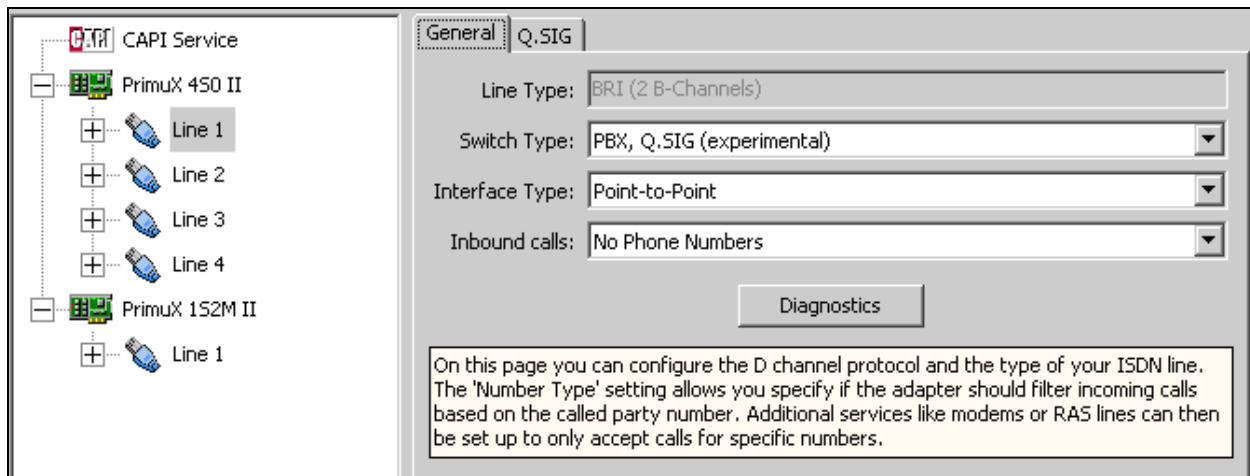 CAPI CAPI Service
PrimuX 4S0 II
Line 1
Line 2
Line 3
Line 4
PrimuX 1S2M II
Line 1
General
Q.SIG
Line Type: BRI (2 B-Channels)
Switch Type: PBX, Q.SIG (experimental)
Interface Type: Point-to-Point
Inbound calls: No Phone Numbers
Diagnostics
On this page you can configure the D channel protocol and the type of your ISDN line.
The 'Number Type' setting allows you specify if the adapter should filter incoming calls
based on the called party number. Additional services like modems or RAS lines can then
be set up to only accept calls for specific numbers.